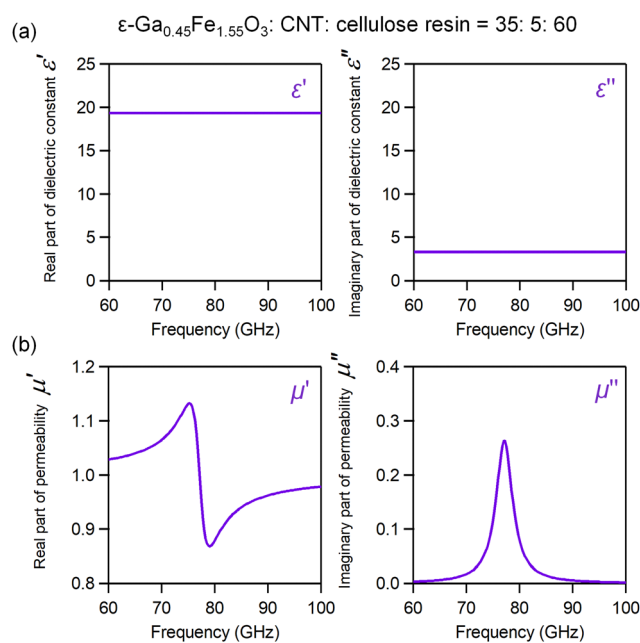 ε-Ga0.45Fe1.55O3: CNT: cellulose resin = 35: 5: 60
(a)
Real part of dielectric constant ε'
25
20
15
10
5
0
ε'
60 70 80 90 100
Frequency (GHz)
Imaginary part of dielectric constant ε"
25
20
15
10
5
0
ε"
60 70 80 90 100
Frequency (GHz)
(b)
Real part of permeability μ'
1.2
1.1
1.0
0.9
0.8
μ'
60 70 80 90 100
Frequency (GHz)
Imaginary part of permeability μ"
0.4
0.3
0.2
0.1
0.0
μ"
60 70 80 90 100
Frequency (GHz)